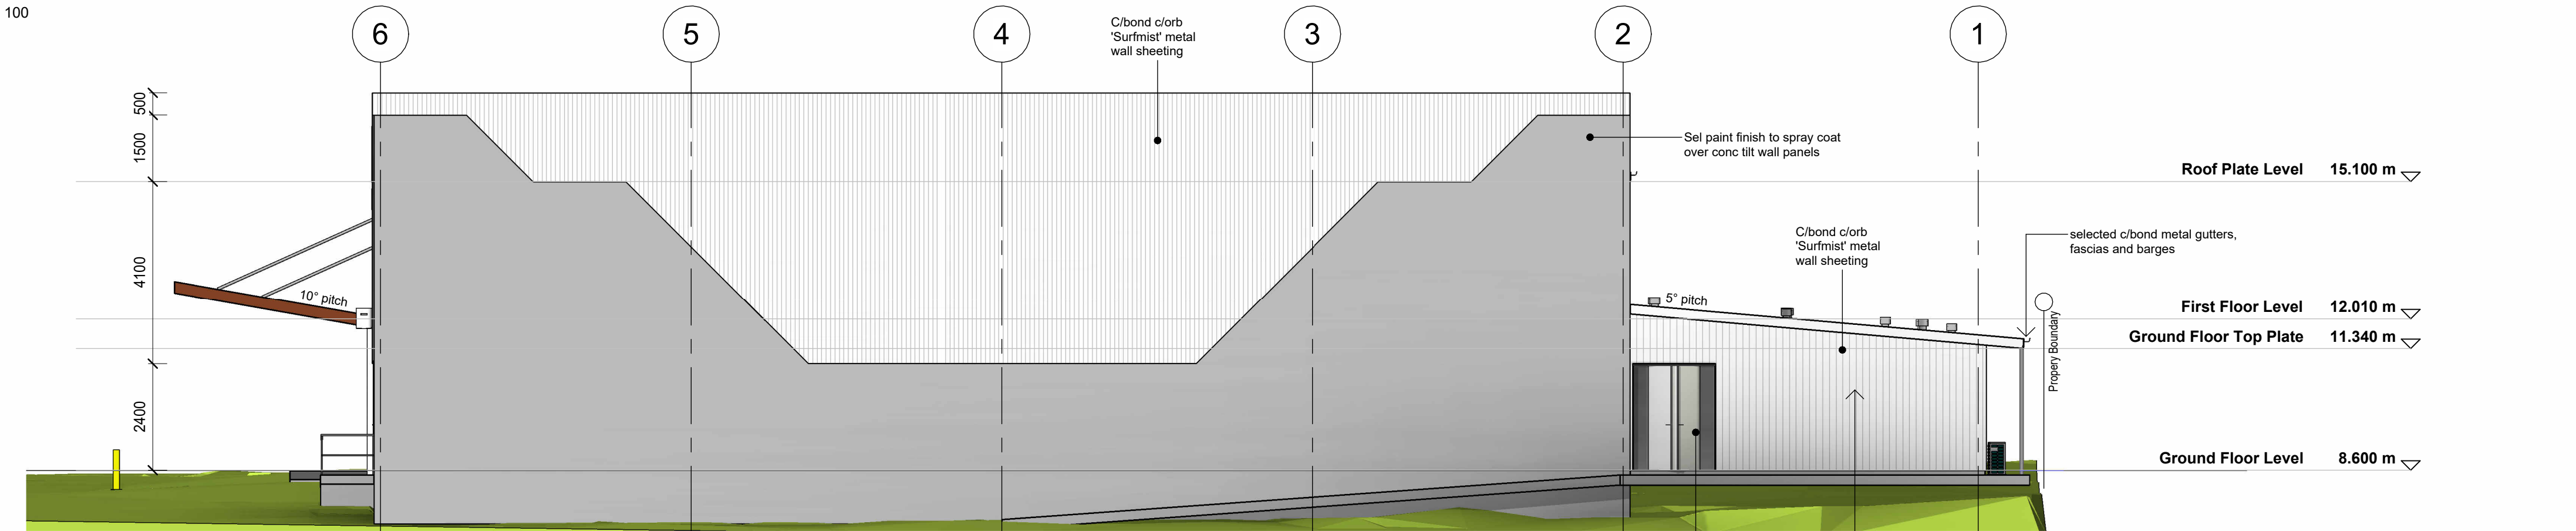 100
6
5
4
3
2
1
C/bond c/orb
'Surfmist' metal
wall sheeting
500
1500
4100
2400
Sel paint finish to spray coat
over conc tilt wall panels
Roof Plate Level 15.100 m
C/bond c/orb
'Surfmist' metal
wall sheeting
selected c/bond metal gutters,
fascias and barges
10° pitch
5° pitch
First Floor Level 12.010 m
Ground Floor Top Plate 11.340 m
Propery Boundary
Ground Floor Level 8.600 m